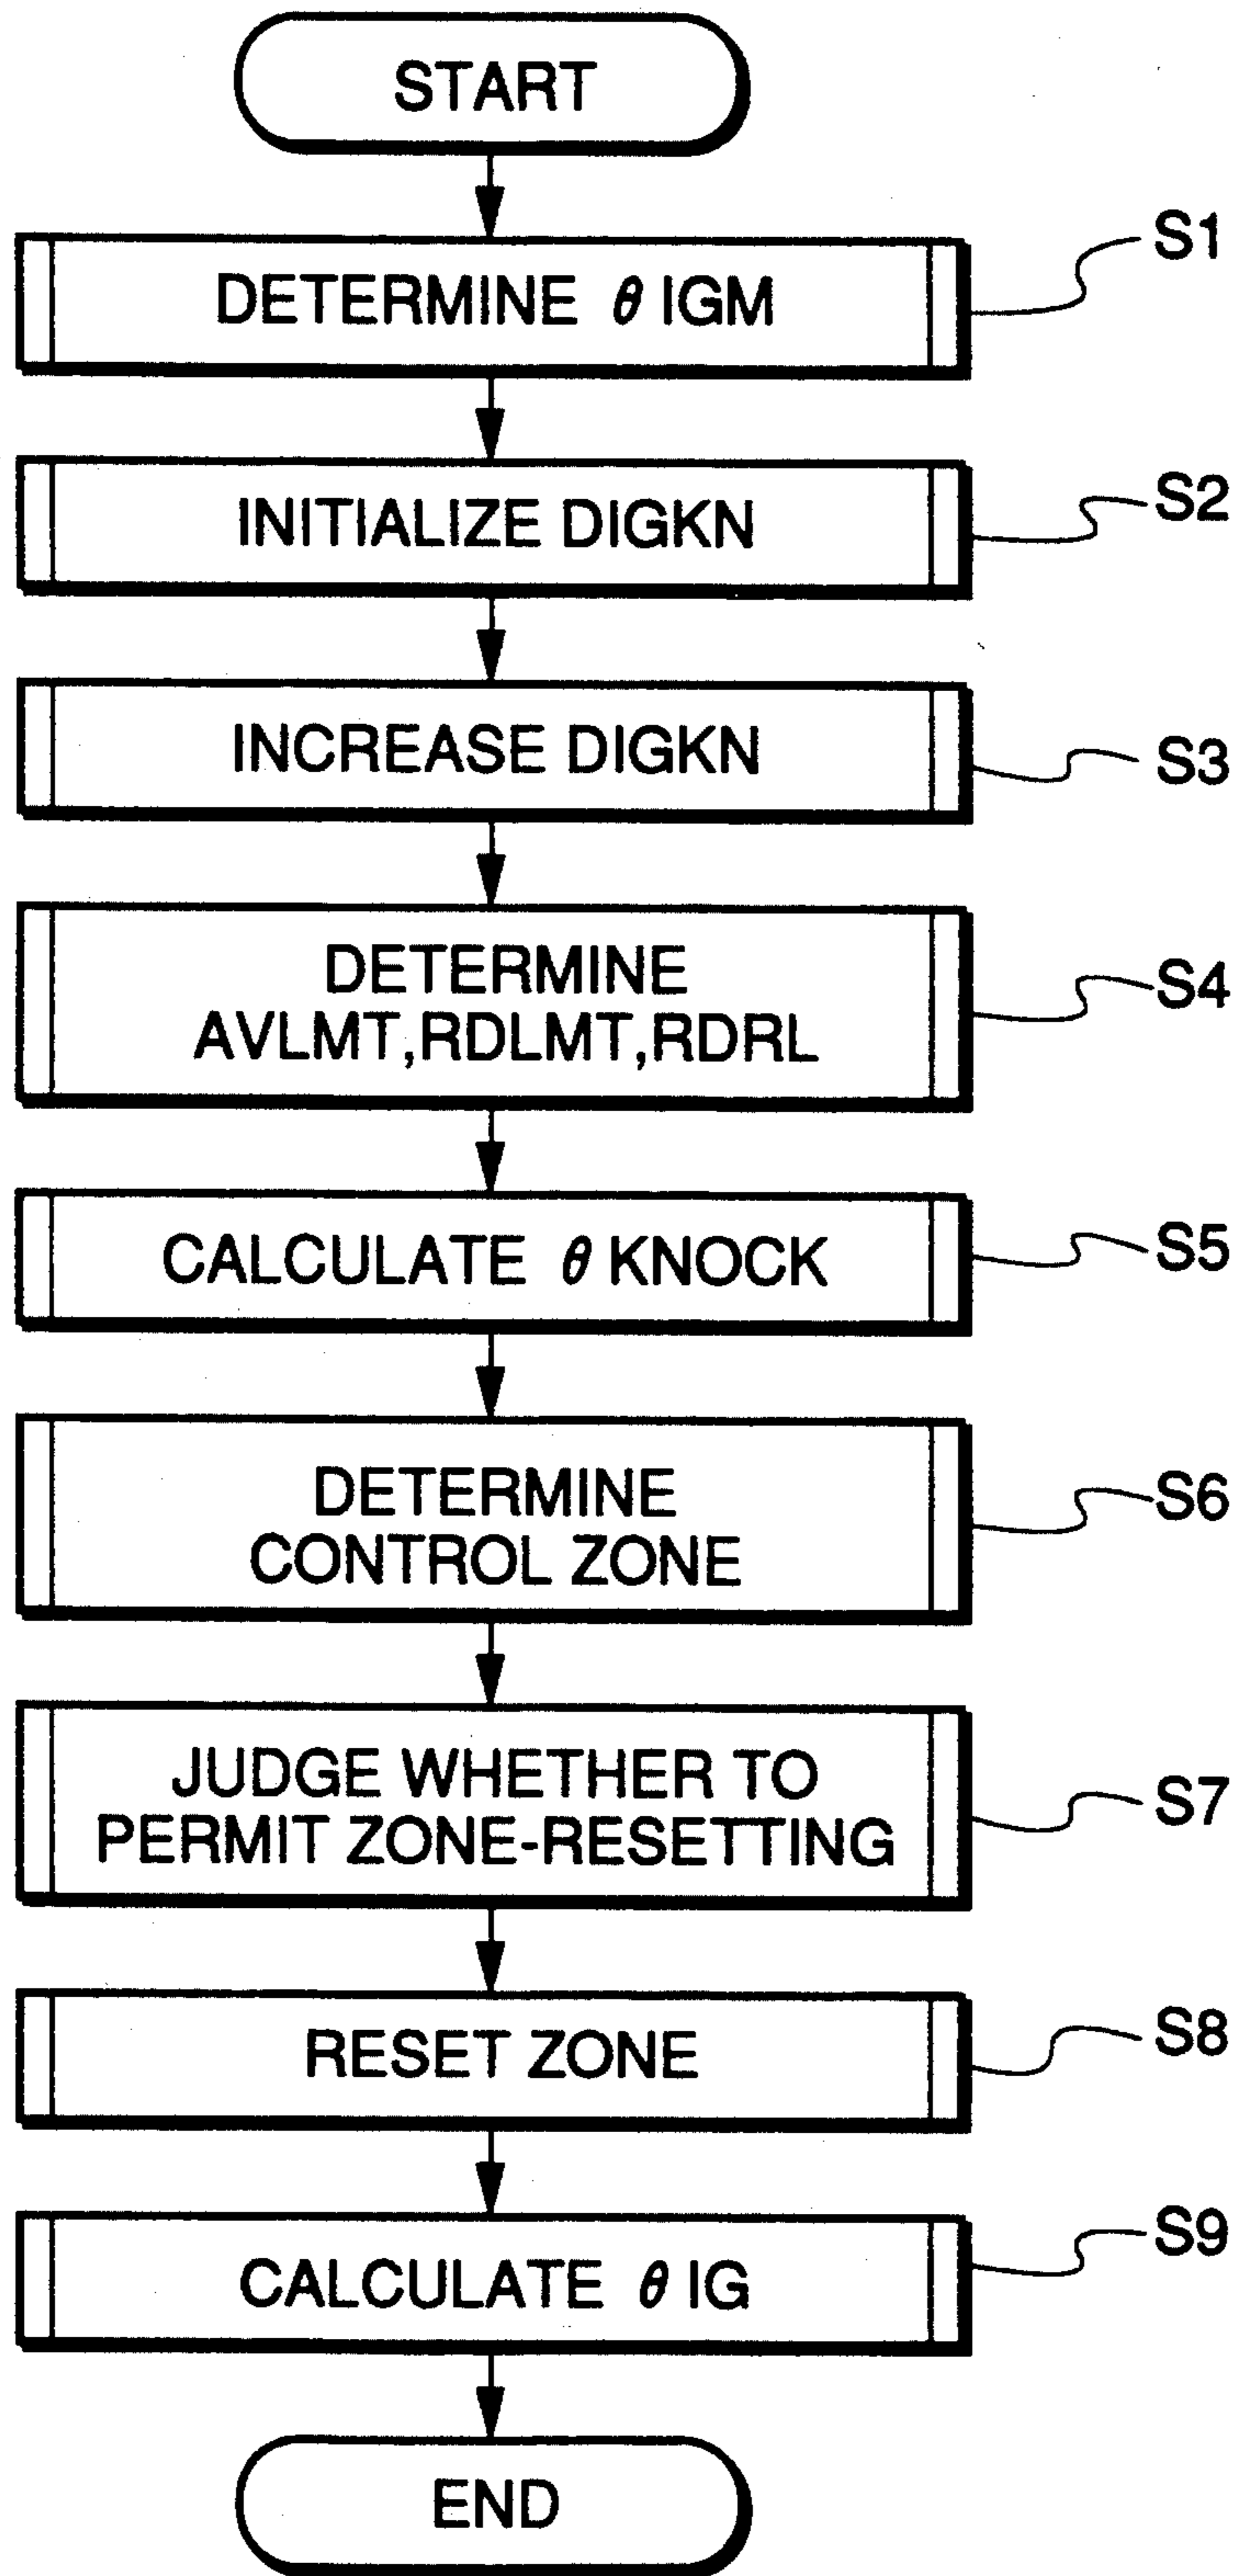 START
DETERMINE θ IGM
S1
INITIALIZE DIGKN
S2
INCREASE DIGKN
S3
DETERMINE
AVLMT,RDLMT,RDRL
S4
CALCULATE θ KNOCK
S5
DETERMINE
CONTROL ZONE
S6
JUDGE WHETHER TO
PERMIT ZONE-RESETTING
S7
RESET ZONE
S8
CALCULATE θ IG
S9
END